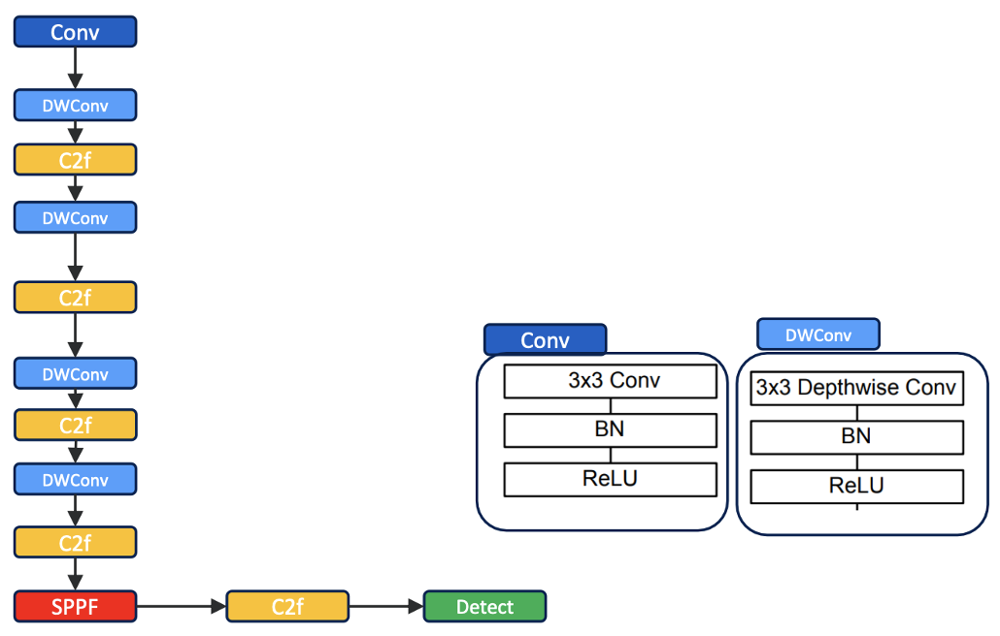 Conv
DWConv
C2f
DWConv
C2f
DWConv
C2f
DWConv
C2f
SPPF
C2f
Detect
Conv
3x3 Conv
BN
ReLU
DWConv
3x3 Depthwise Conv
BN
ReLU